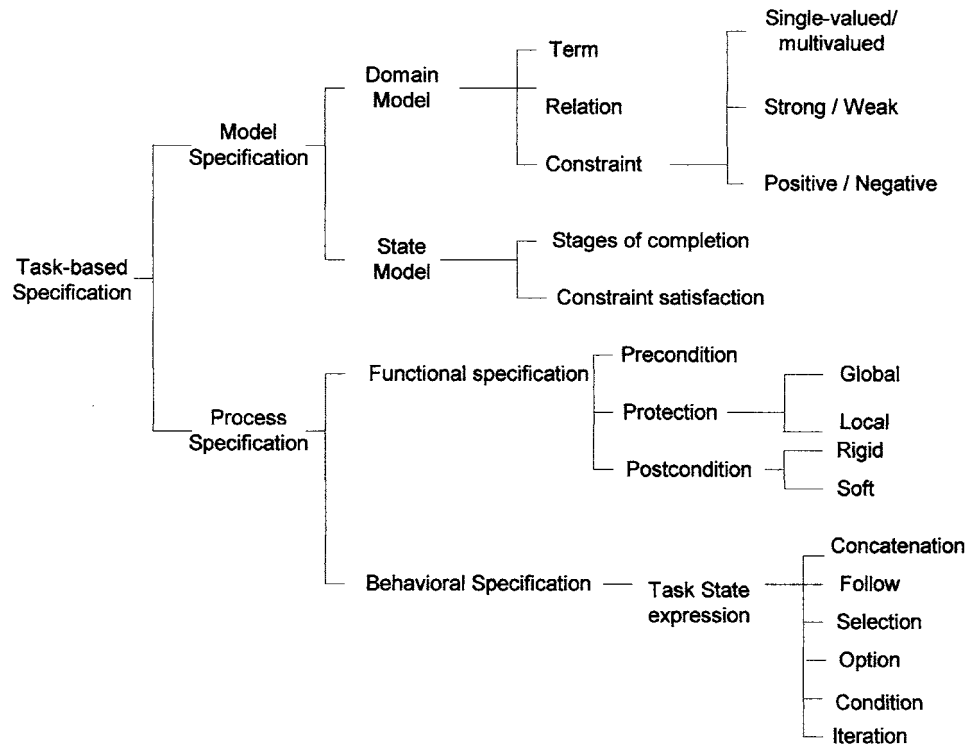 Single-valued/
multivalued
Term
Domain
Model
Relation
Strong / Weak
Model
Specification
Constraint
Positive / Negative
State
Model
Stages of completion
Task-based
Specification
Constraint satisfaction
Precondition
Functional specification
Global
Process
Specification
Protection
Local
Rigid
Postcondition
Soft
Concatenation
Behavioral Specification
Task State
expression
Follow
Selection
Option
Condition
Iteration